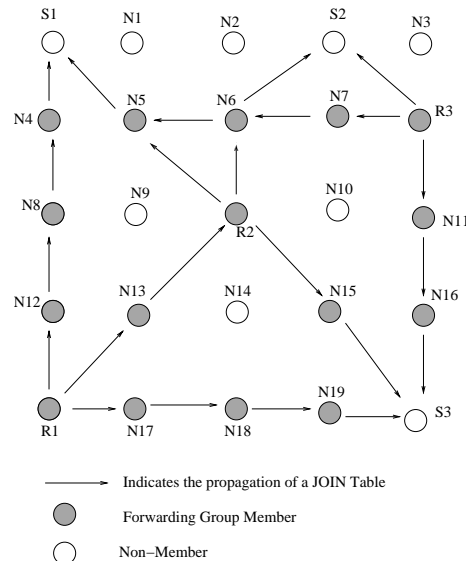 S1 N1 N2 S2 N3
N4 N5 N6 N7 R3
N8 N9 R2 N10 N11
N12 N13 N14 N15 N16
R1 N17 N18 N19 S3
Indicates the propagation of a JOIN Table
Forwarding Group Member
Non−Member